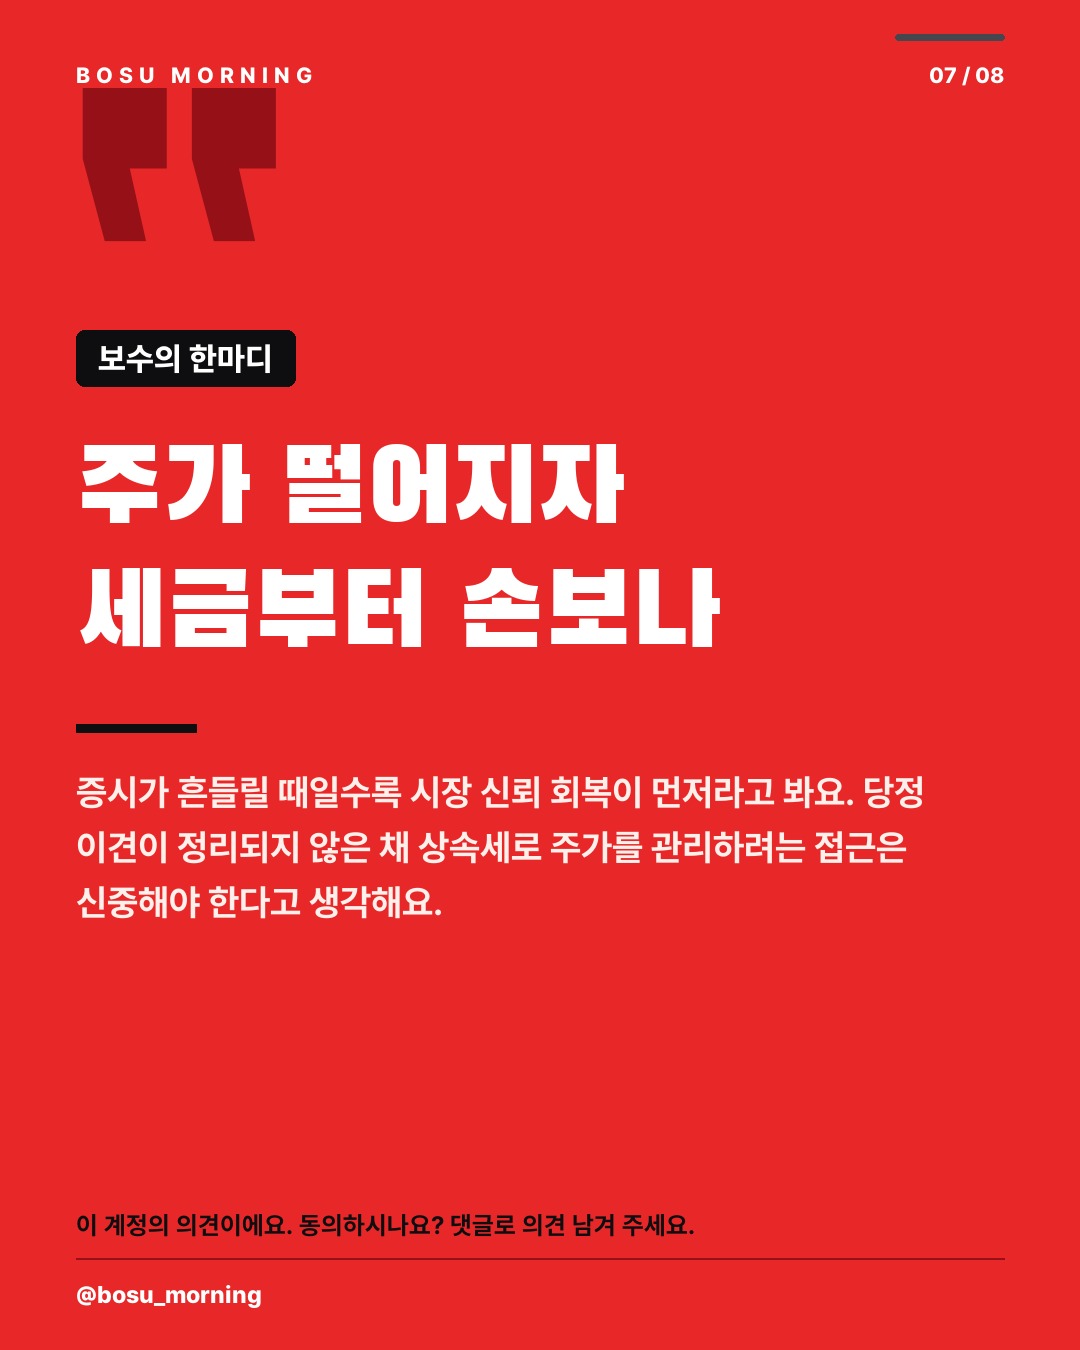 BOSU MORNING
07 / 08
보수의 한마디
주가 떨어지자
세금부터 손보나
증시가 흔들릴 때일수록 시장 신뢰 회복이 먼저라고 봐요. 당정
이견이 정리되지 않은 채 상속세로 주가를 관리하려는 접근은
신중해야 한다고 생각해요.
이 계정의 의견이에요. 동의하시나요? 댓글로 의견 남겨 주세요.
@bosu_morning